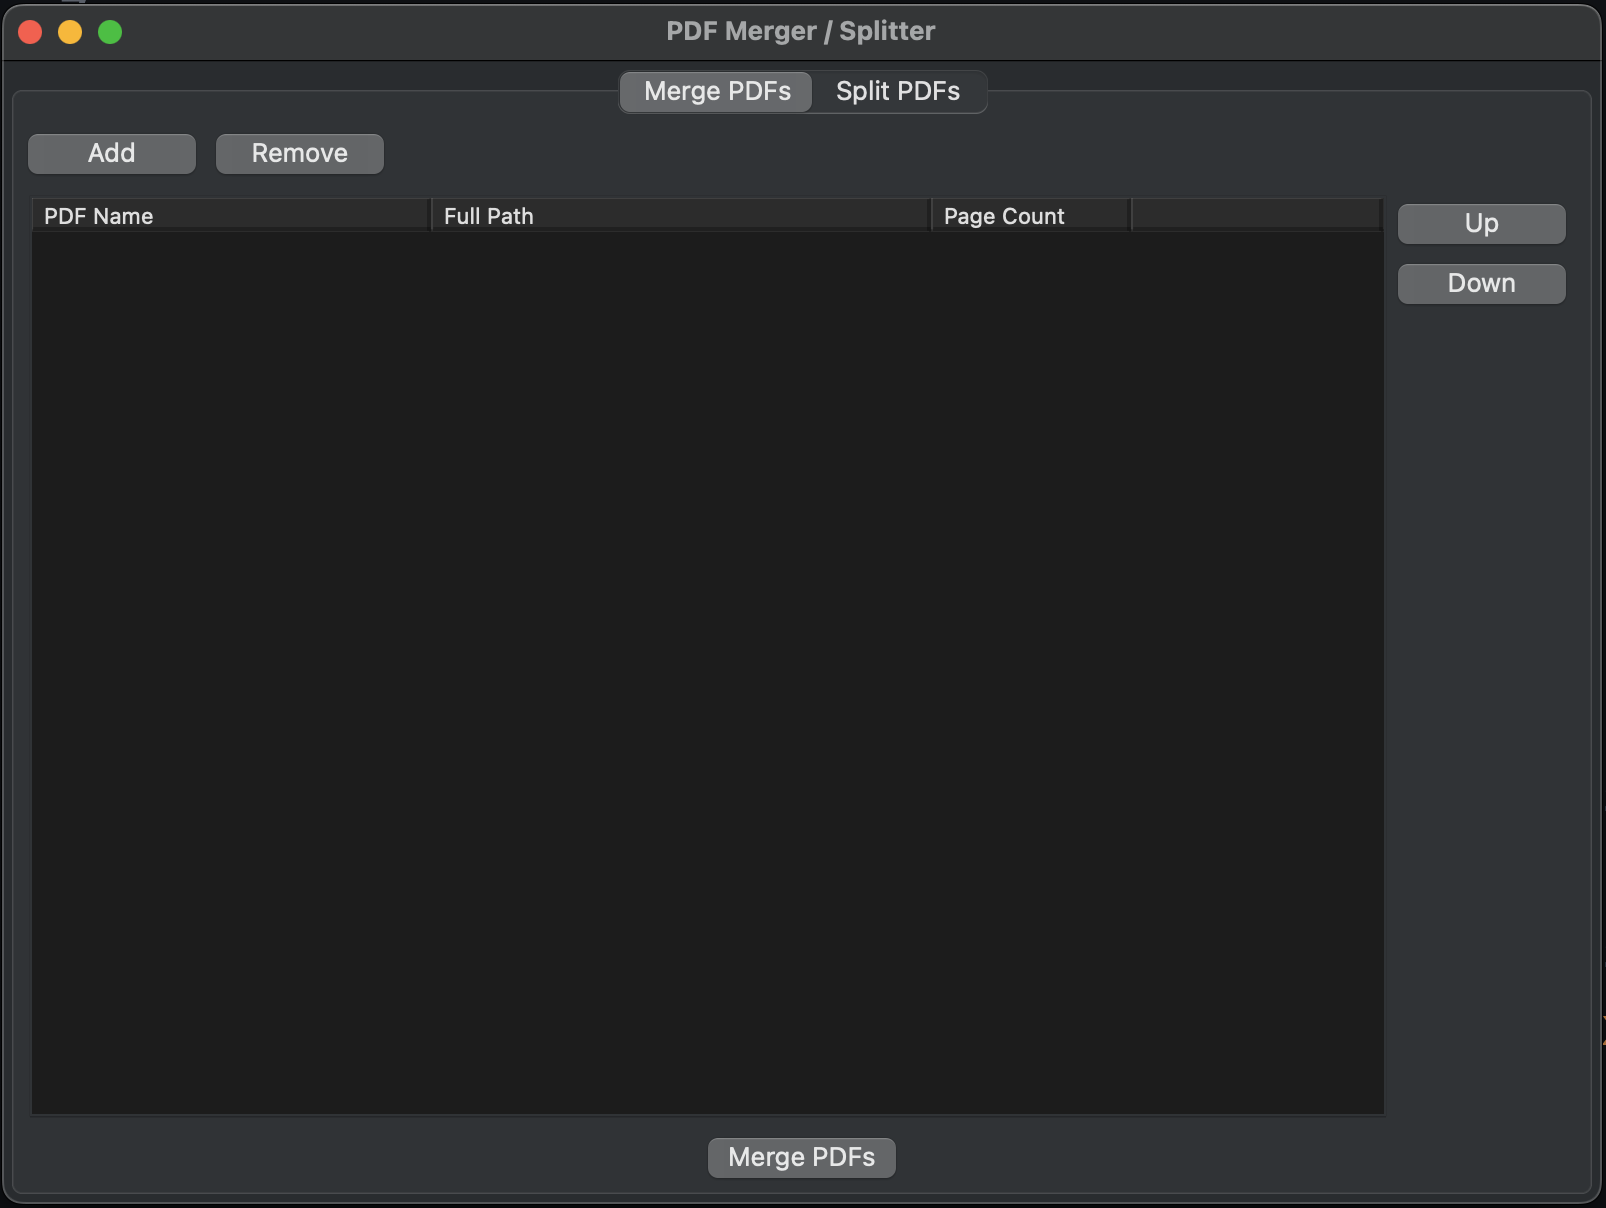 PDF Merger / Splitter
Merge PDFs Split PDFs
Add Remove
PDF Name Full Path Page Count
Up
Down
Merge PDFs